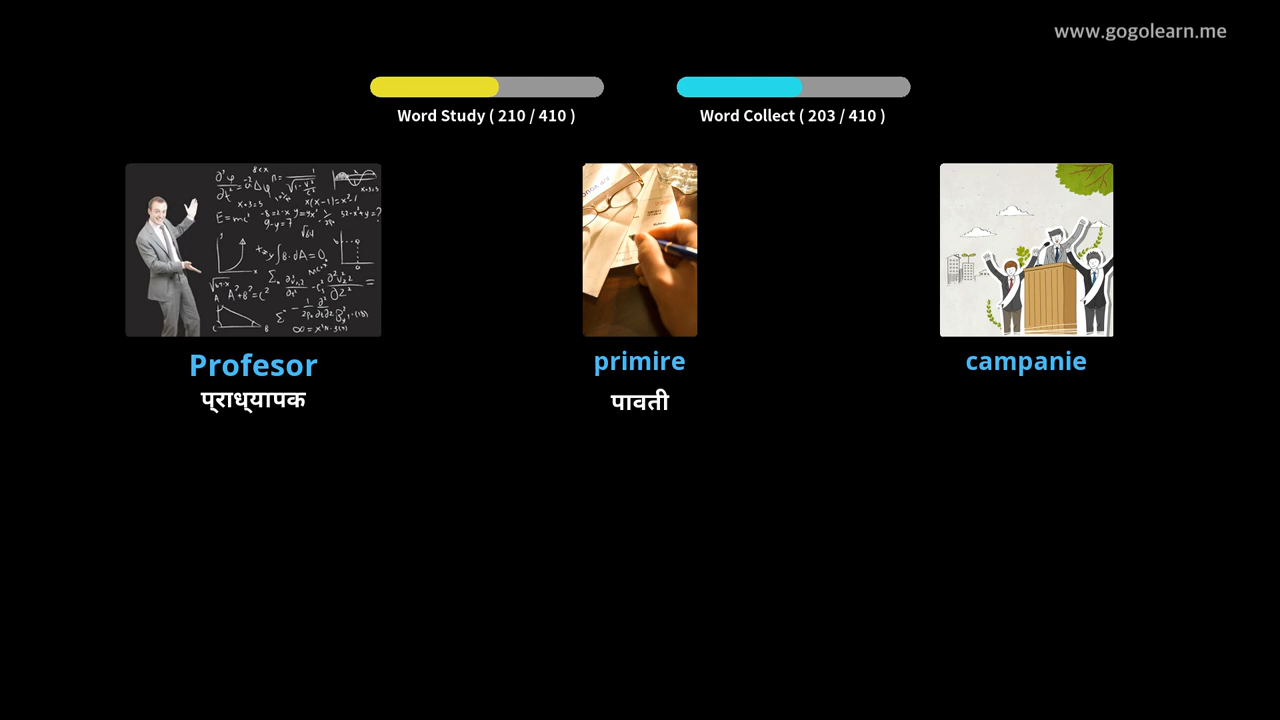 www.gogolearn.me
Word Study ( 210 / 410 )
Word Collect ( 203 / 410 )
Profesor
primire
campanie
प्राध्यापक
पावती